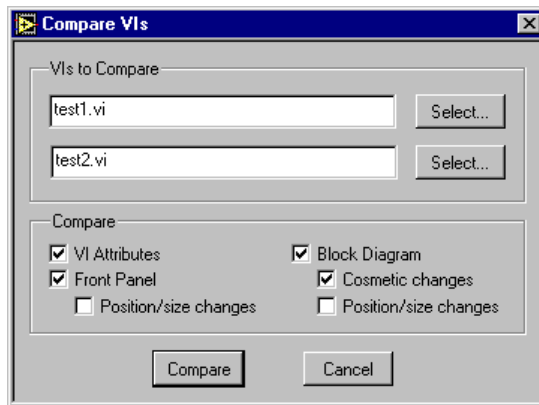 Compare VIs
VIs to Compare
test1.vi
Select...
test2.vi
Select...
Compare
VI Attributes
Block Diagram
Front Panel
Cosmetic changes
Position/size changes
Position/size changes
Compare
Cancel